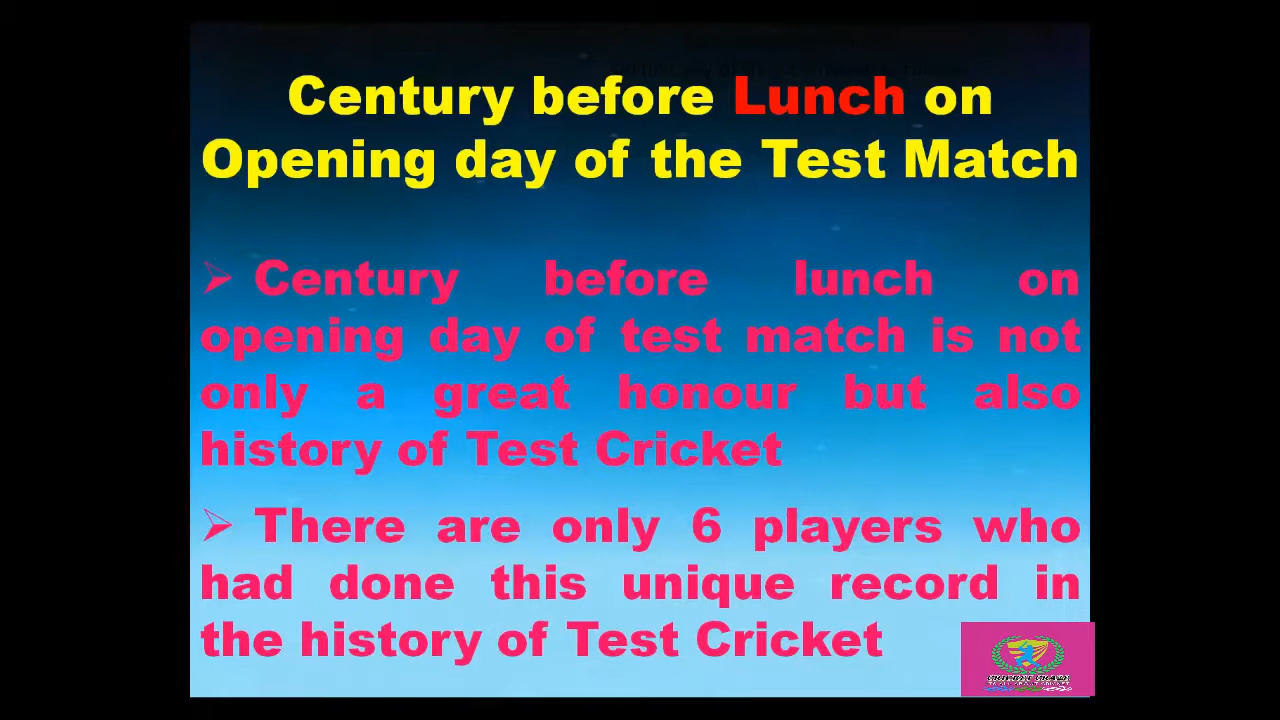 Century before Lunch on
Opening day of the Test Match
➢ Century before lunch on
opening day of test match is not
only a great honour but also
history of Test Cricket
➢ There are only 6 players who
had done this unique record in
the history of Test Cricket